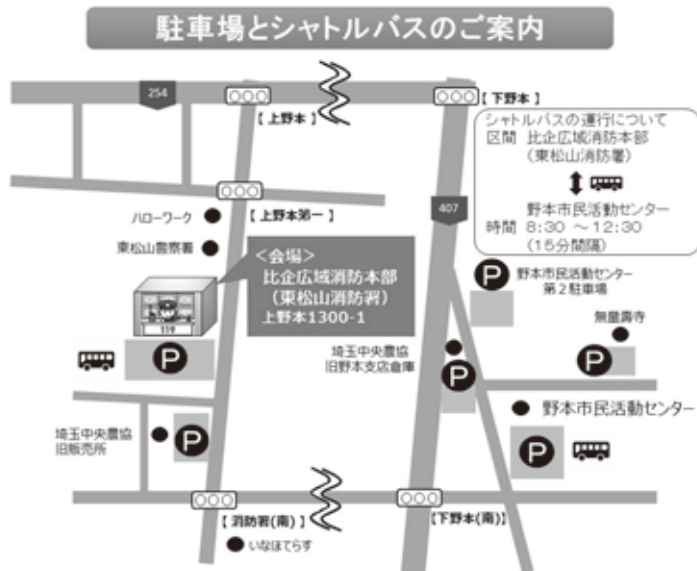 駐車場とシャトルバスのご案内
254
【 上野本 】
【 下野本 】
シャトルバスの運行について
区間 比企広域消防本部
(東松山消防署)
野本市民活動センター
時間 8:30 ～12:30
(15分間隔)
【 上野本第一 】
407
ハローワーク
東松山警察署
＜会場＞
比企広域消防本部
(東松山消防署)
上野本1300-1
119
P
P
野本市民活動センター
第2駐車場
無量壽寺
P
埼玉中央農協
旧野本支店倉庫
P
野本市民活動センター
P
埼玉中央農協
旧販売所
P
【 消防署(南) 】
【下野本(南)】
いなほてらす